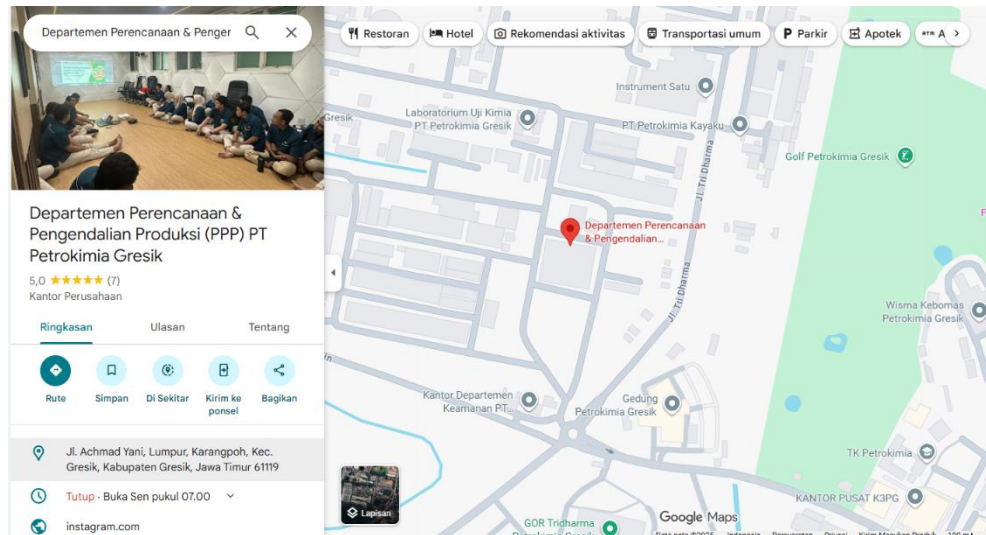 Departemen Perencanaan & Penger
Restoran
Hotel
Rekomendasi aktivitas
Transportasi umum
P Parkir
Apotek
ATM A
Departemen Perencanaan &
Pengendalian Produksi (PPP) PT
Petrokimia Gresik
5,0 ★★★★★ (7)
Kantor Perusahaan
Ringkasan
Ulasan
Tentang
Rute
Simpan
Di Sekitar
Kirim ke
ponsel
Bagikan
Jl. Achmad Yani, Lumpur, Karangpoh, Kec.
Gresik, Kabupaten Gresik, Jawa Timur 61119
Tutup · Buka Sen pukul 07.00
instagram.com
Instrument Satu
Gresik
Laboratorium Uji Kimia
PT Petrokimia Gresik
PT Petrokimia Kayaku
Golf Petrokimia Gresik
Jl. Tri Dharma
Departemen Perencanaan
& Pengendalian...
Jl. Tri Dharma
Wisma Kebomas
Petrokimia Gresik
Kantor Departemen
Keamanan PT...
Gedung
Petrokimia Gresik
TK Petrokimia
KANTOR PUSAT K3PG
Lapisan
GOR Tridharma
Google Maps